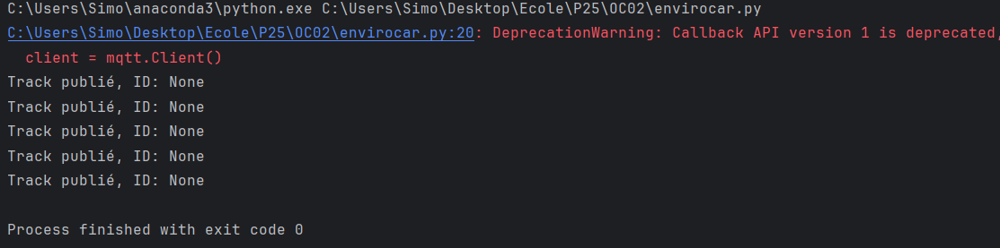 C:\Users\Simo\anaconda3\python.exe C:\Users\Simo\Desktop\Ecole\P25\OC02\envirocar.py
C:\Users\Simo\Desktop\Ecole\P25\OC02\envirocar.py:20: DeprecationWarning: Callback API version 1 is deprecated,
  client = mqtt.Client()
Track publié, ID: None
Track publié, ID: None
Track publié, ID: None
Track publié, ID: None
Track publié, ID: None
Process finished with exit code 0